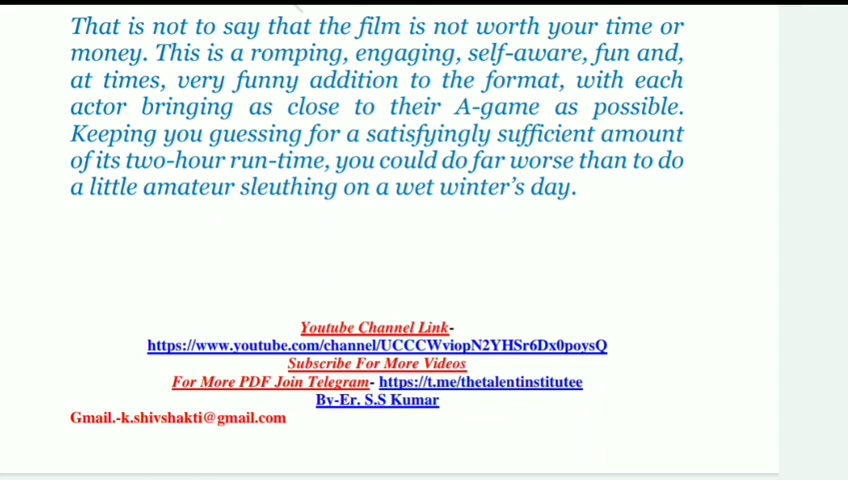 That is not to say that the film is not worth your time or
money. This is a romping, engaging, self-aware, fun and,
at times, very funny addition to the format, with each
actor bringing as close to their A-game as possible.
Keeping you guessing for a satisfyingly sufficient amount
of its two-hour run-time, you could do far worse than to do
a little amateur sleuthing on a wet winter’s day.
Youtube Channel Link-
https://www.youtube.com/channel/UCCCWviopN2YHSr6Dx0poysQ
Subscribe For More Videos
For More PDF Join Telegram- https://t.me/thetalentinstitutee
By-Er. S.S Kumar
Gmail.-k.shivshakti@gmail.com